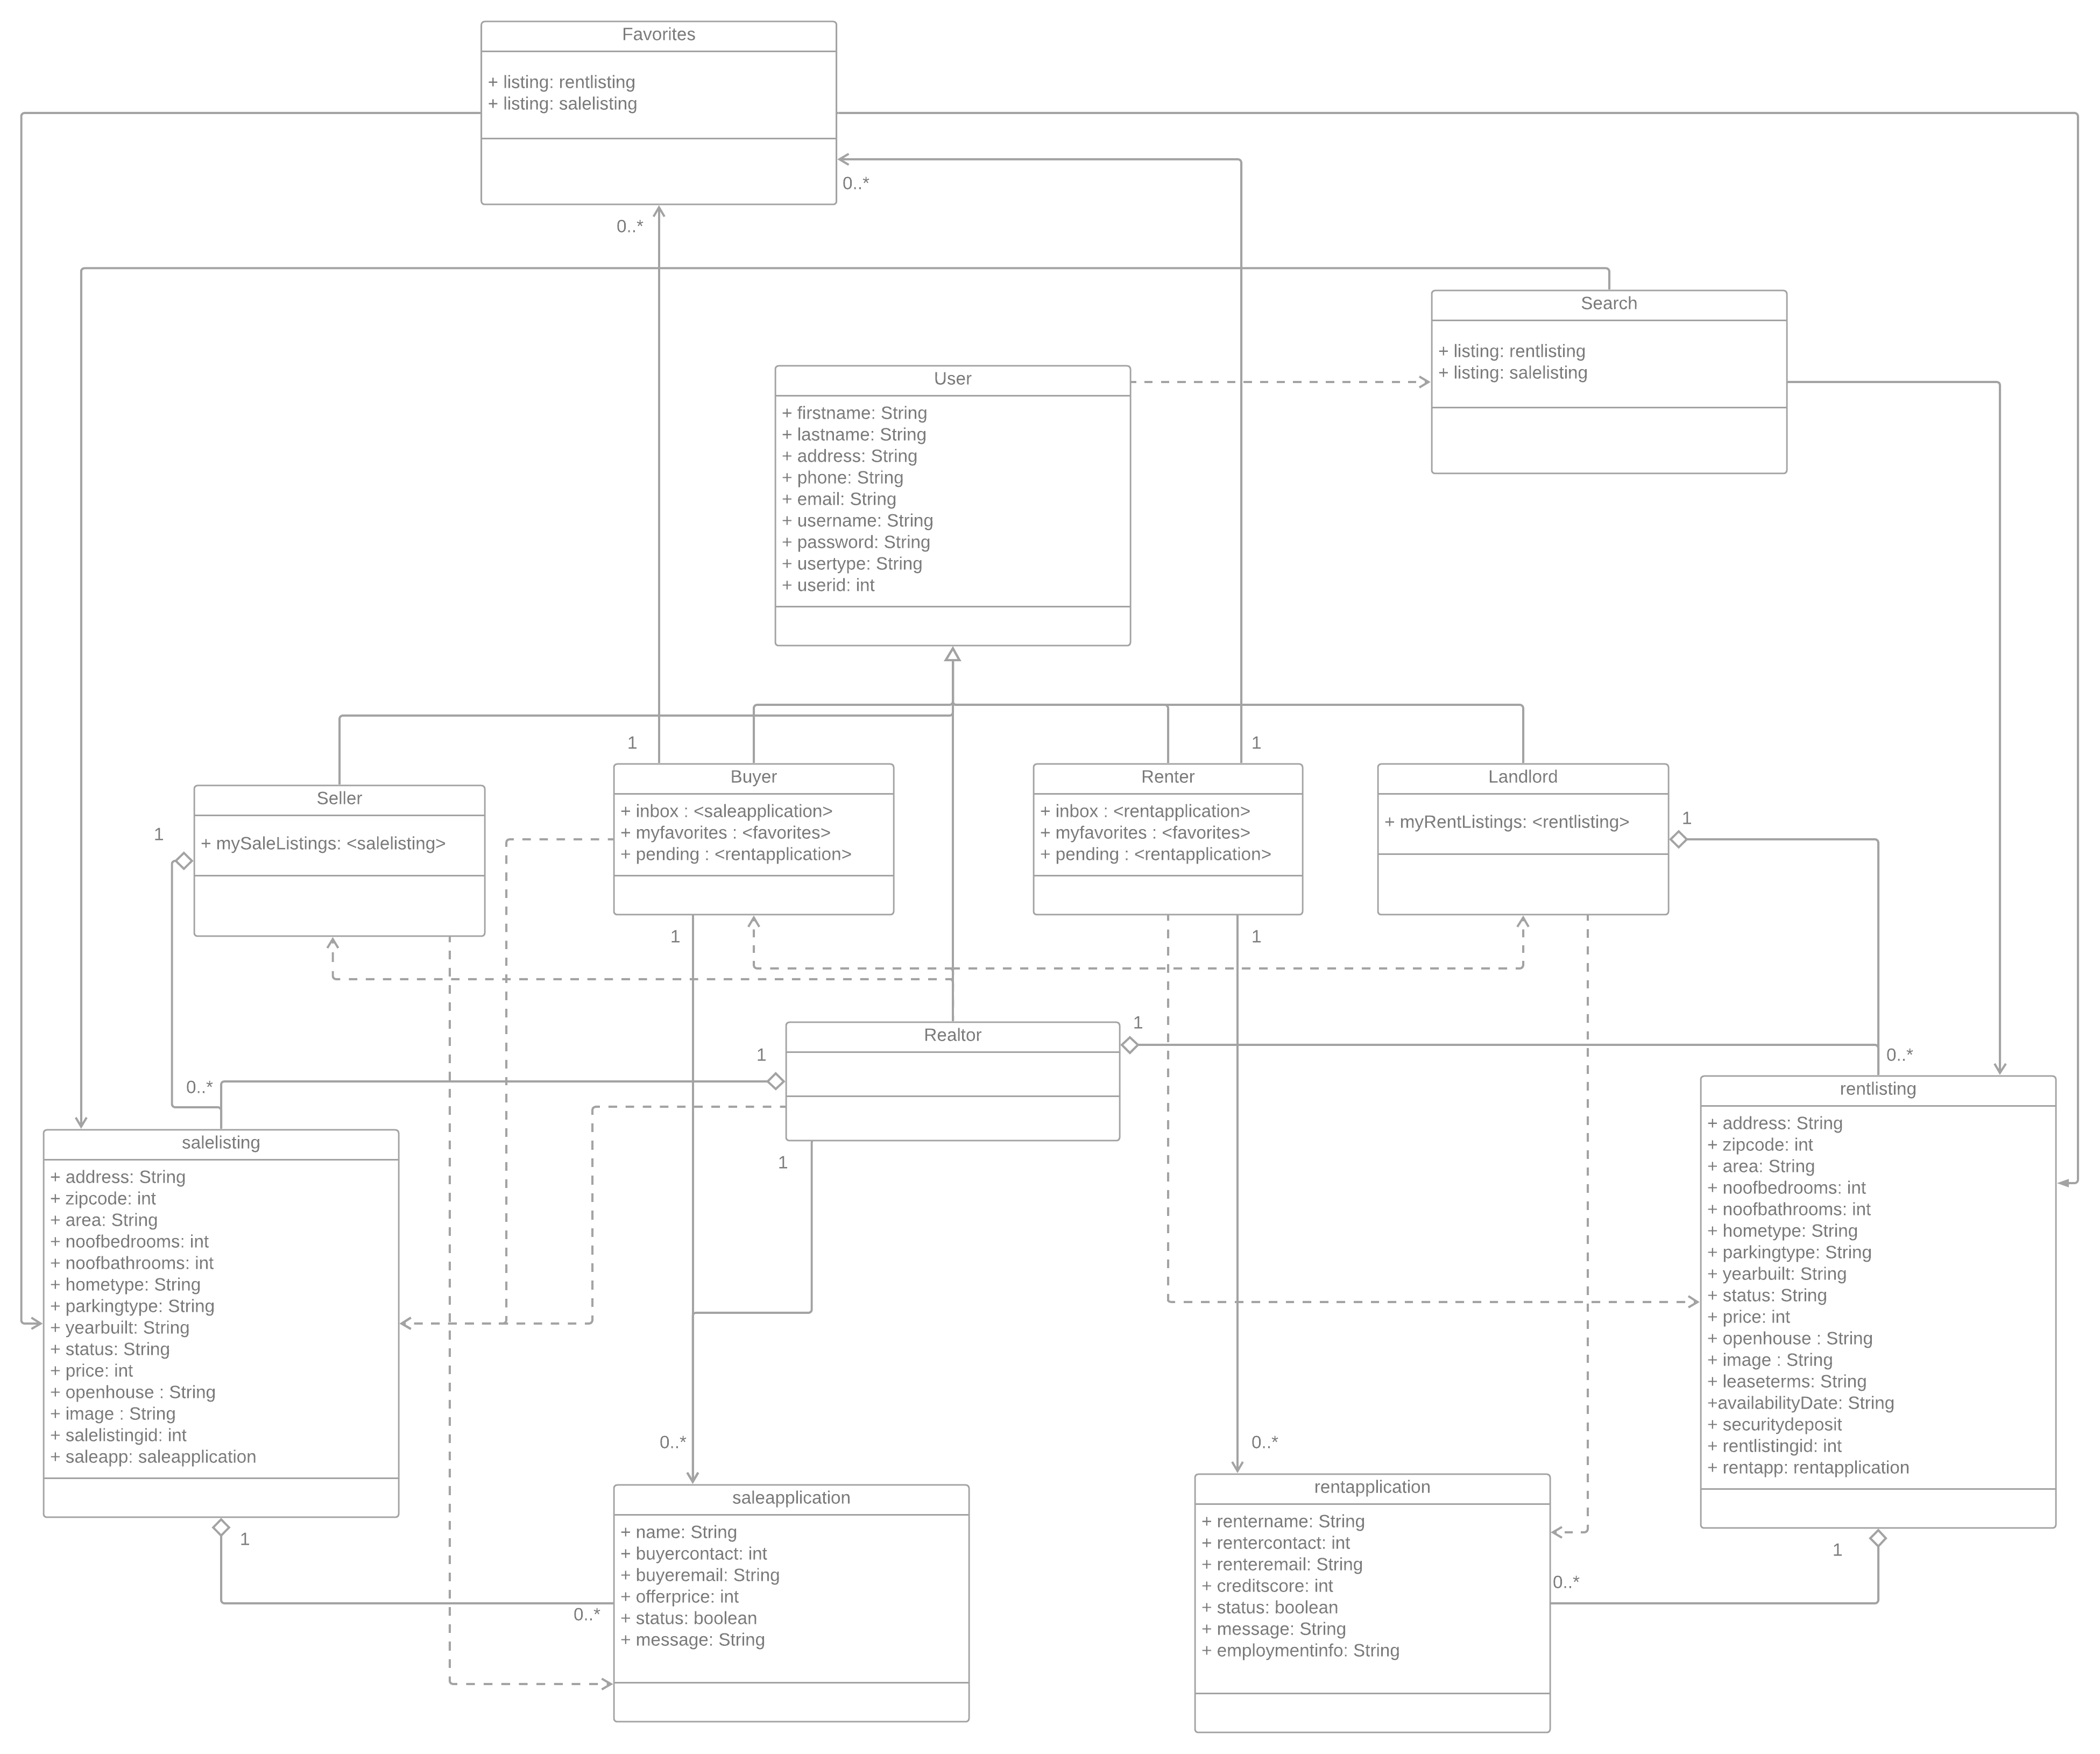 Favorites
+ listing: rentlisting
+ listing: salelisting
0..*
0..*
Search
+ listing: rentlisting
+ listing: salelisting
User
+ firstname: String
+ lastname: String
+ address: String
+ phone: String
+ email: String
+ username: String
+ password: String
+ usertype: String
+ userid: int
1
1
Seller
+ mySaleListings: <salelisting>
1
Buyer
+ inbox : <saleapplication>
+ myfavorites : <favorites>
+ pending : <rentapplication>
1
Renter
+ inbox : <rentapplication>
+ myfavorites : <favorites>
+ pending : <rentapplication>
1
Landlord
+ myRentListings: <rentlisting>
1
Realtor
1
1
1
0..*
0..*
salelisting
+ address: String
+ zipcode: int
+ area: String
+ noofbedrooms: int
+ noofbathrooms: int
+ hometype: String
+ parkingtype: String
+ yearbuilt: String
+ status: String
+ price: int
+ openhouse : String
+ image : String
+ salelistingid: int
+ saleapp: saleapplication
1
0..*
rentlisting
+ address: String
+ zipcode: int
+ area: String
+ noofbedrooms: int
+ noofbathrooms: int
+ hometype: String
+ parkingtype: String
+ yearbuilt: String
+ status: String
+ price: int
+ openhouse : String
+ image : String
+ leaseterms: String
+availabilityDate: String
+ securitydeposit
+ rentlistingid: int
+ rentapp: rentapplication
1
0..*
0..*
saleapplication
+ name: String
+ buyercontact: int
+ buyeremail: String
+ offerprice: int
+ status: boolean
+ message: String
0..*
rentapplication
+ rentername: String
+ rentercontact: int
+ renteremail: String
+ creditscore: int
+ status: boolean
+ message: String
+ employmentinfo: String